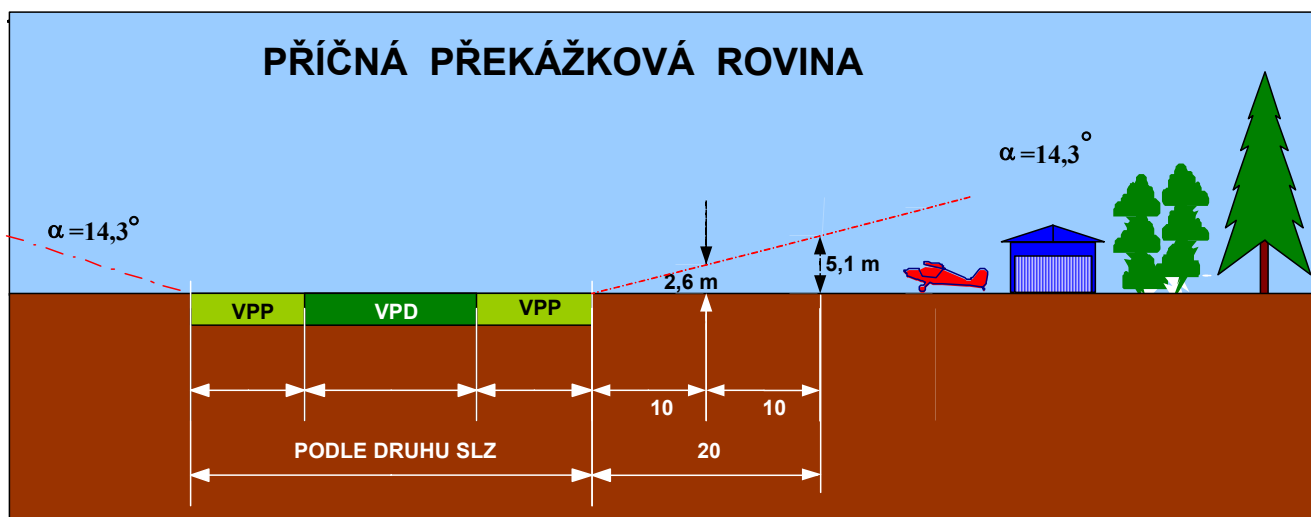 PŘÍČNÁ PŘEKÁŽKOVÁ ROVINA
α =14,3°
α =14,3°
5,1 m
2,6 m
VPP
VPD
VPP
10
10
PODLE DRUHU SLZ
20